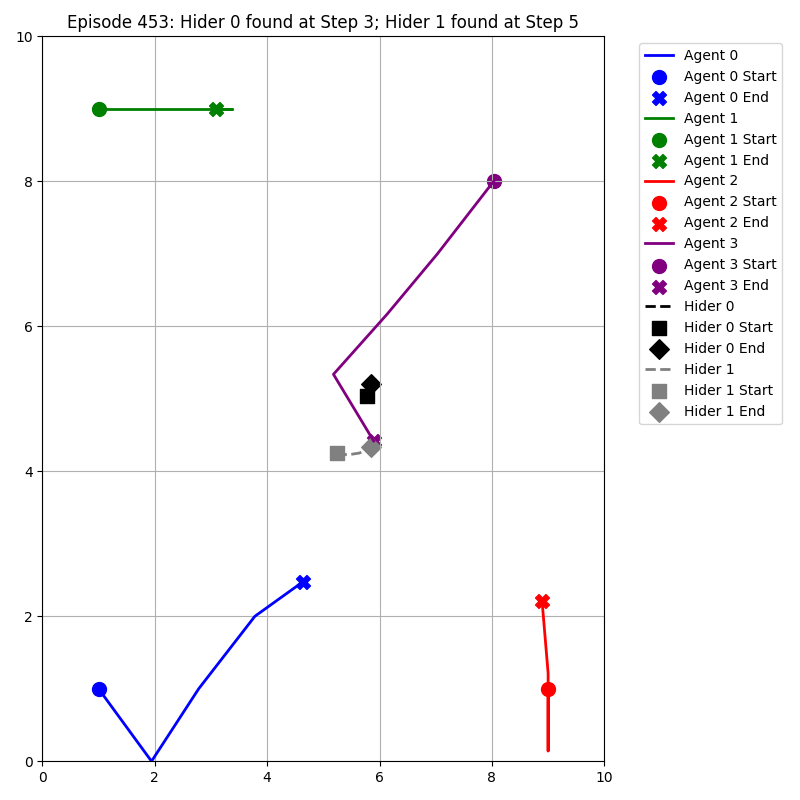 Episode 453: Hider 0 found at Step 3; Hider 1 found at Step 5
10
8
6
4
2
0
0 2 4 6 8 10
Agent 0
Agent 0 Start
Agent 0 End
Agent 1
Agent 1 Start
Agent 1 End
Agent 2
Agent 2 Start
Agent 2 End
Agent 3
Agent 3 Start
Agent 3 End
Hider 0
Hider 0 Start
Hider 0 End
Hider 1
Hider 1 Start
Hider 1 End